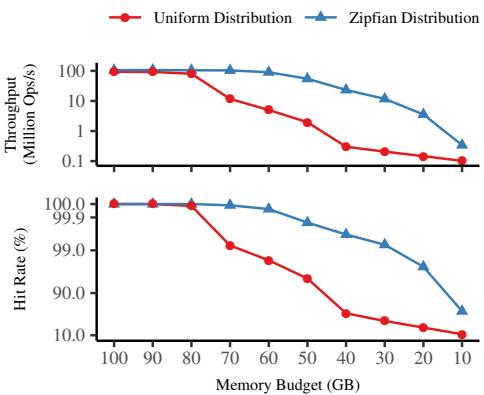 Uniform Distribution Zipfian Distribution
Throughput
(Million Ops/s)
100
10
1
0.1
Hit Rate (%)
100.0
99.9
99.0
90.0
10.0
100 90 80 70 60 50 40 30 20 10
Memory Budget (GB)